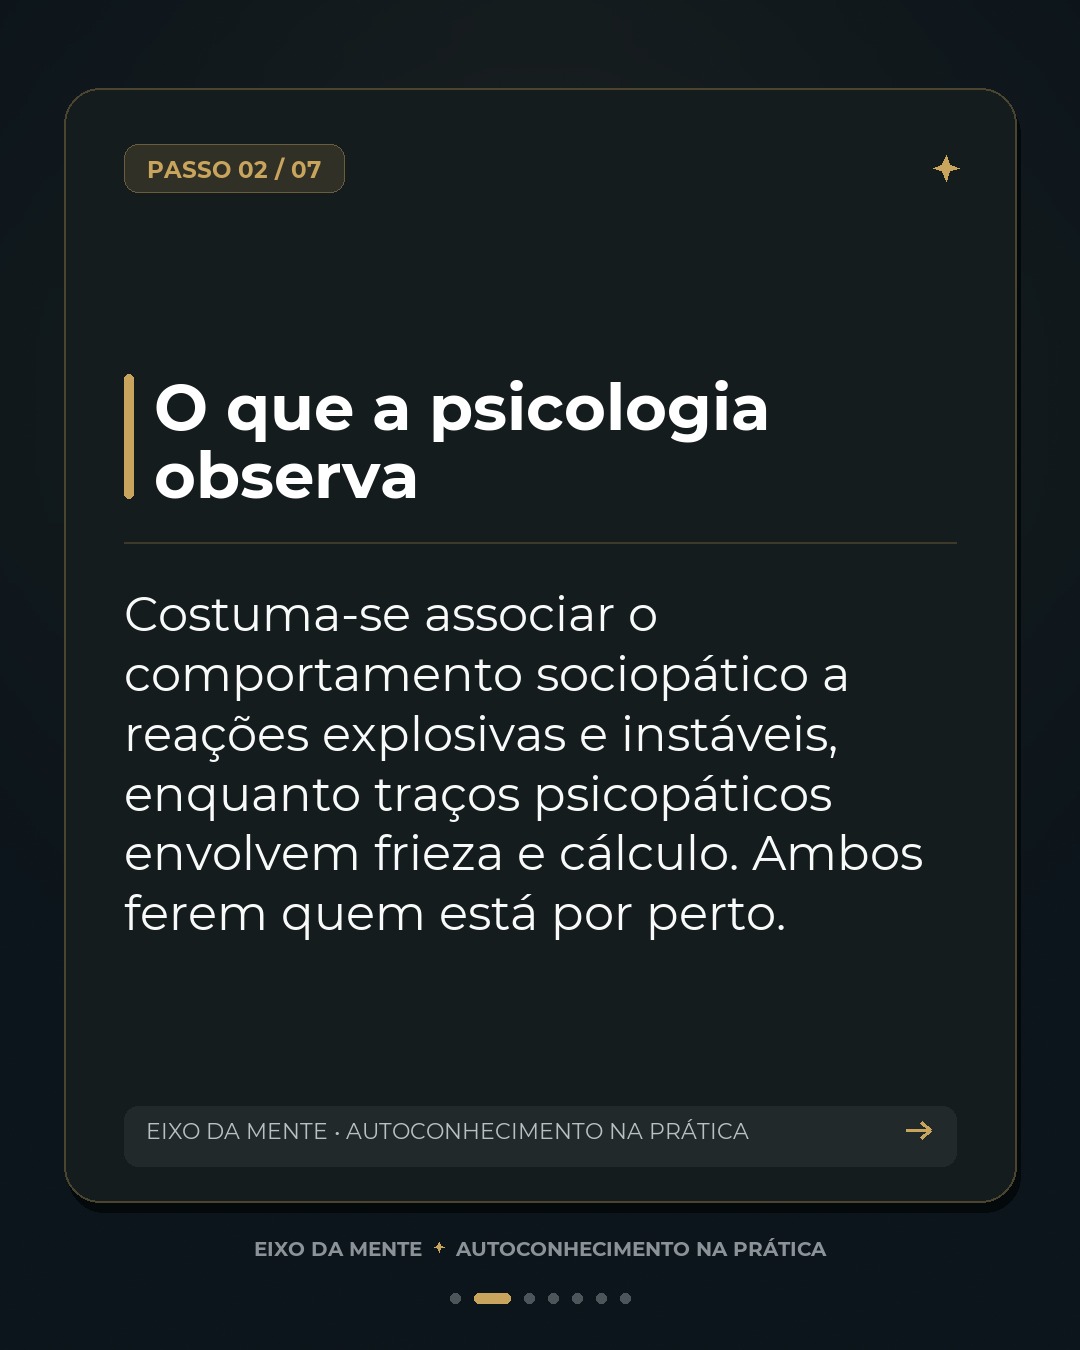 PASSO 02 / 07
O que a psicologia
observa
Costuma-se associar o
comportamento sociopático a
reações explosivas e instáveis,
enquanto traços psicopáticos
envolvem frieza e cálculo. Ambos
ferem quem está por perto.
EIXO DA MENTE • AUTOCONHECIMENTO NA PRÁTICA
EIXO DA MENTE ✦ AUTOCONHECIMENTO NA PRÁTICA